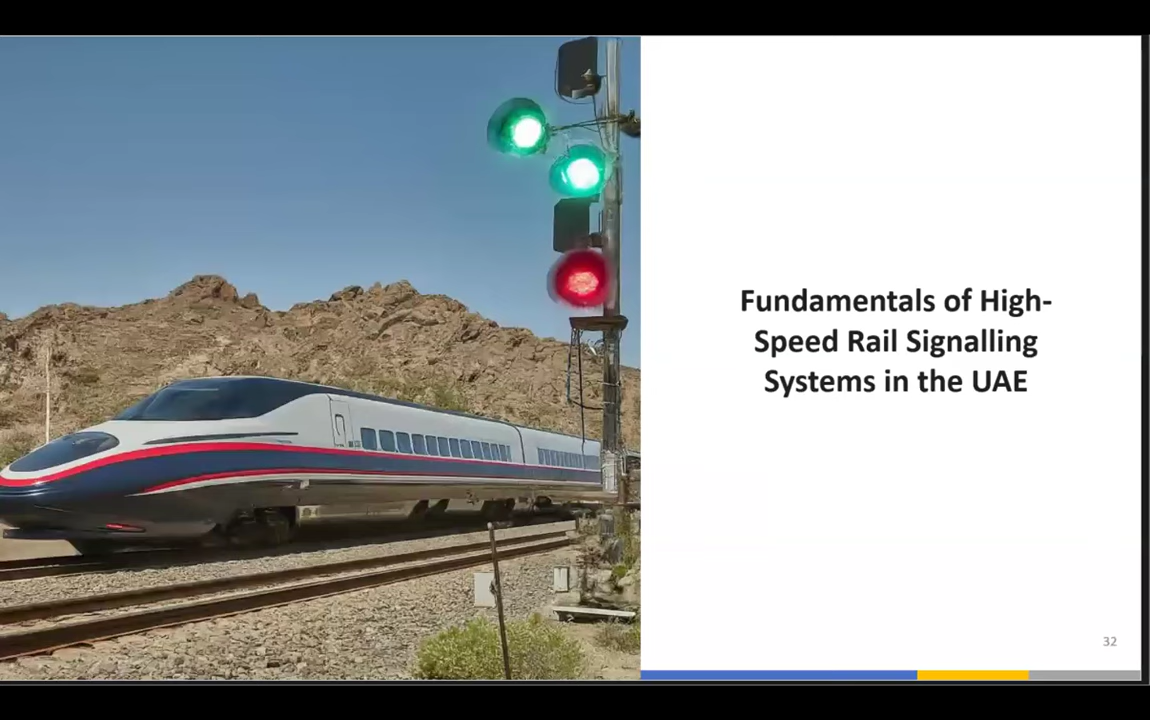 Fundamentals of High-
Speed Rail Signalling
Systems in the UAE
32